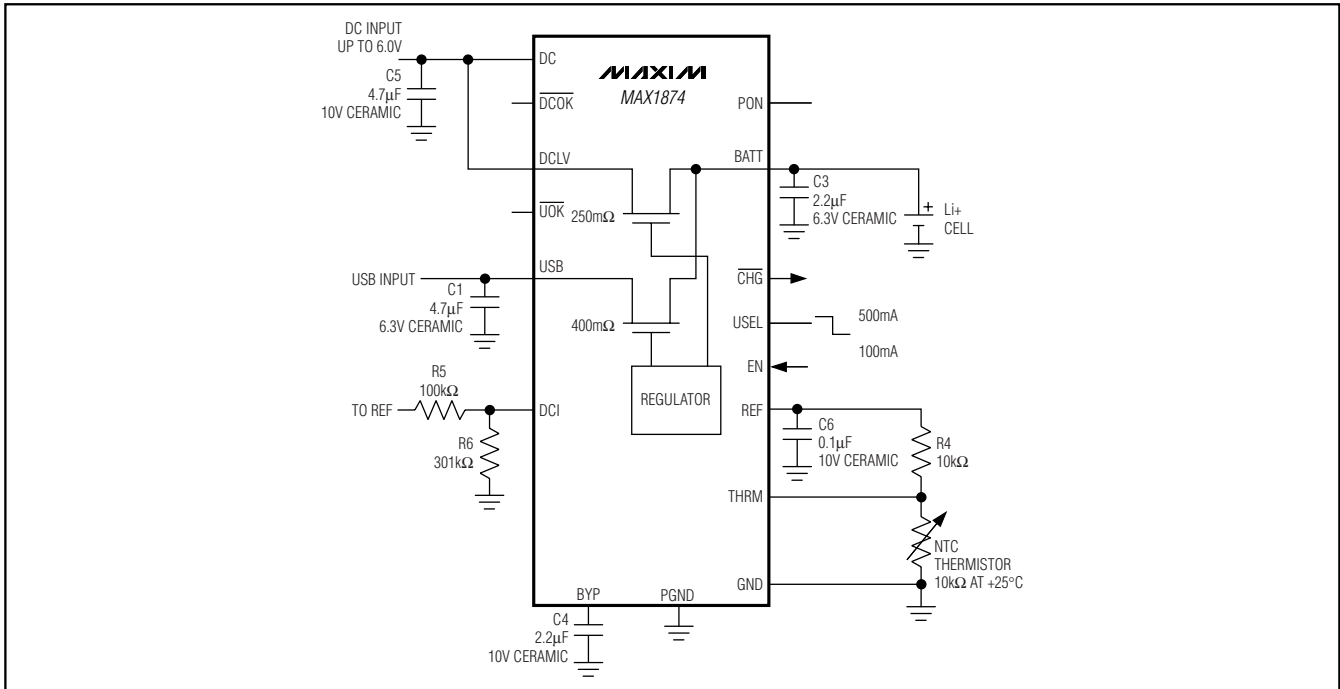 DC INPUT
UP TO 6.0V
C5
4.7μF
10V CERAMIC
DC
DCOK
DCLV
UOK
250mΩ
USB INPUT
USB
C1
4.7μF
6.3V CERAMIC
400mΩ
R5
100kΩ
TO REF
DCI
R6
301kΩ
MAXIM
MAX1874
REGULATOR
PON
BATT
C3
2.2μF
6.3V CERAMIC
+
Li+
CELL
CHG
USEL
500mA
100mA
EN
REF
C6
0.1μF
10V CERAMIC
R4
10kΩ
THRM
NTC
THERMISTOR
10kΩ AT +25°C
GND
BYP
PGND
C4
2.2μF
10V CERAMIC